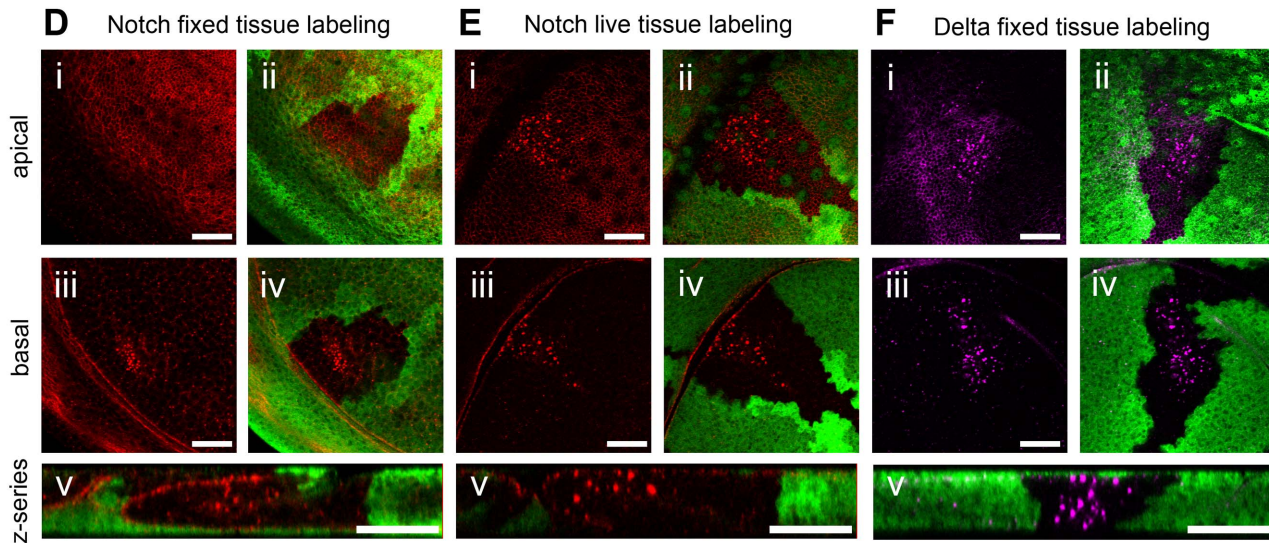 D Notch fixed tissue labeling
E Notch live tissue labeling
F Delta fixed tissue labeling
apical
i
ii
i
ii
i
ii
basal
iii
iv
iii
iv
iii
iv
z-series
v
v
v